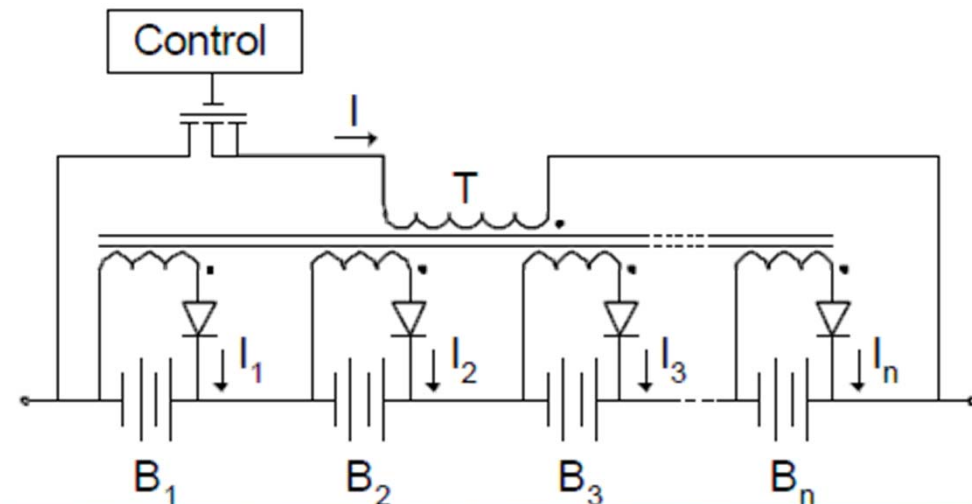 Control
I
T
I1 I2 I3 In
B1 B2 B3 Bn